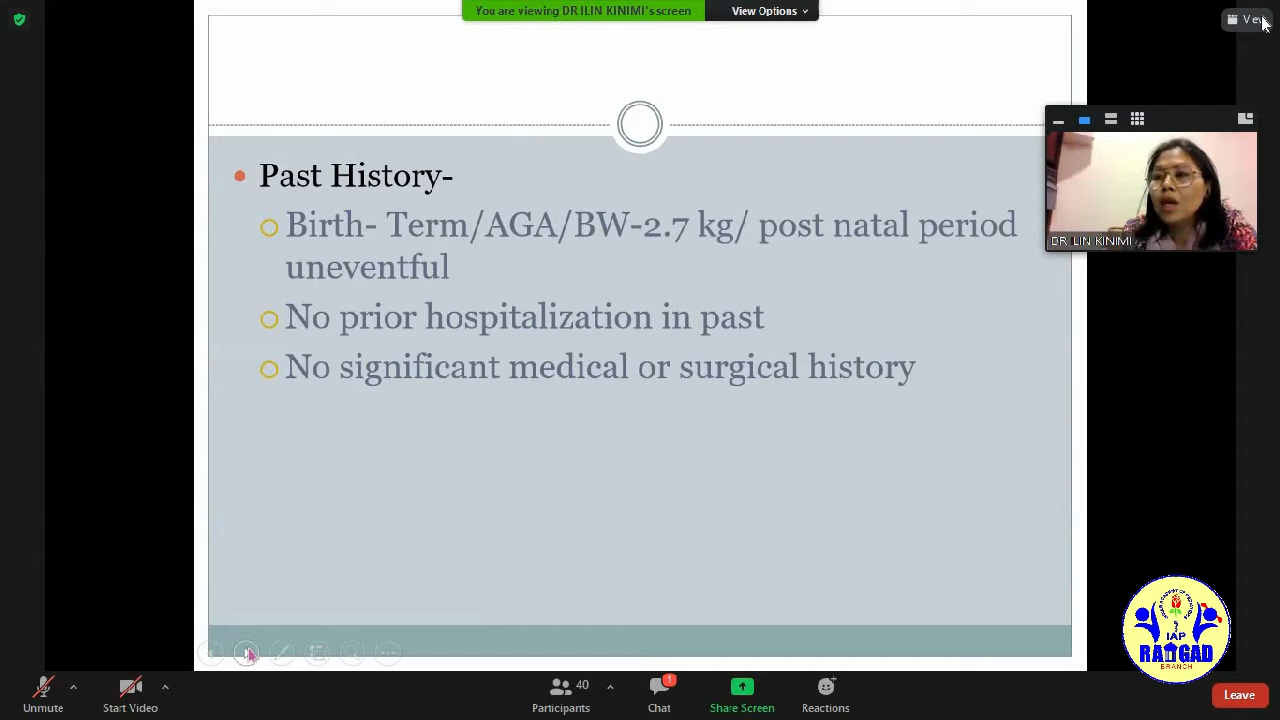 You are viewing DR ILIN KINIMI's screen
View Options
Past History-
Birth- Term/AGA/BW-2.7 kg/ post natal period
uneventful
No prior hospitalization in past
No significant medical or surgical history
DR ILIN KINIMI
IAP
RAIGAD
BRANCH
Unmute
Start Video
40
Participants
1
Chat
Share Screen
Reactions
Leave